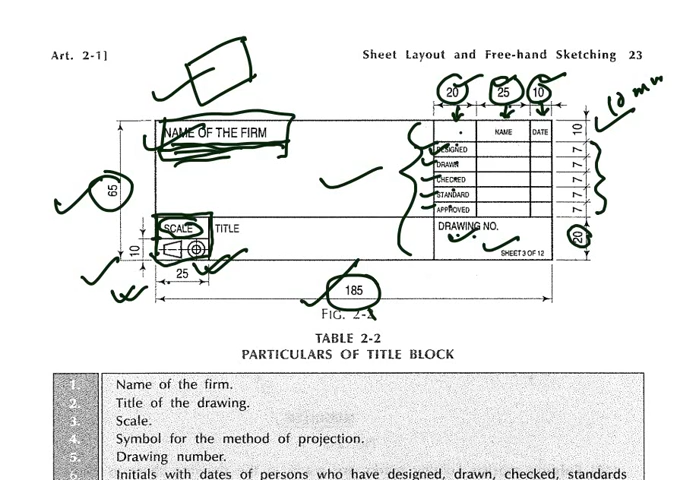 Art. 2-1]
Sheet Layout and Free-hand Sketching 23
20 25 10
10 mm
NAME OF THE FIRM
NAME DATE
10
DESIGNED
7
DRAWN
7
CHECKED
7
STANDARD
7
APPROVED
7
65
SCALE
TITLE
DRAWING NO.
20
10
SHEET 3 OF 12
25
185
FIG. 2-2
TABLE 2-2
PARTICULARS OF TITLE BLOCK
1. Name of the firm.
2. Title of the drawing.
3. Scale.
4. Symbol for the method of projection.
5. Drawing number.
6. Initials with dates of persons who have designed, drawn, checked, standards